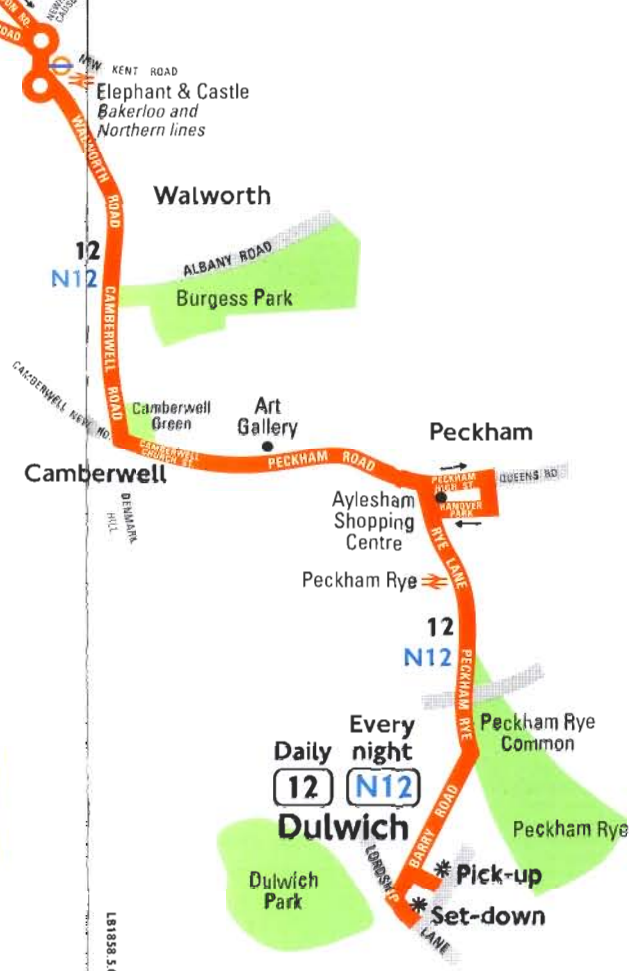 ROAD
NEW
KENT ROAD
Elephant & Castle
Bakerloo and
Northern lines
WALWORTH ROAD
Walworth
12
N12
ALBANY ROAD
Burgess Park
CAMBERWELL ROAD
CAMBERWELL NEW RD.
Camberwell
Green
Art
Gallery
CAMBERWELL
CHURCH ST.
PECKHAM ROAD
Peckham
PECKHAM
HIGH ST.
QUEENS RD
HANOVER
PARK
Camberwell
DENMARK
HILL
Aylesham
Shopping
Centre
RYE LANE
Peckham Rye
12
N12
PECKHAM RYE
Peckham Rye
Common
Every
Daily night
12 N12
Dulwich
BARRY ROAD
Peckham Rye
LORDSHIP
LANE
Dulwich
Park
Pick-up
Set-down